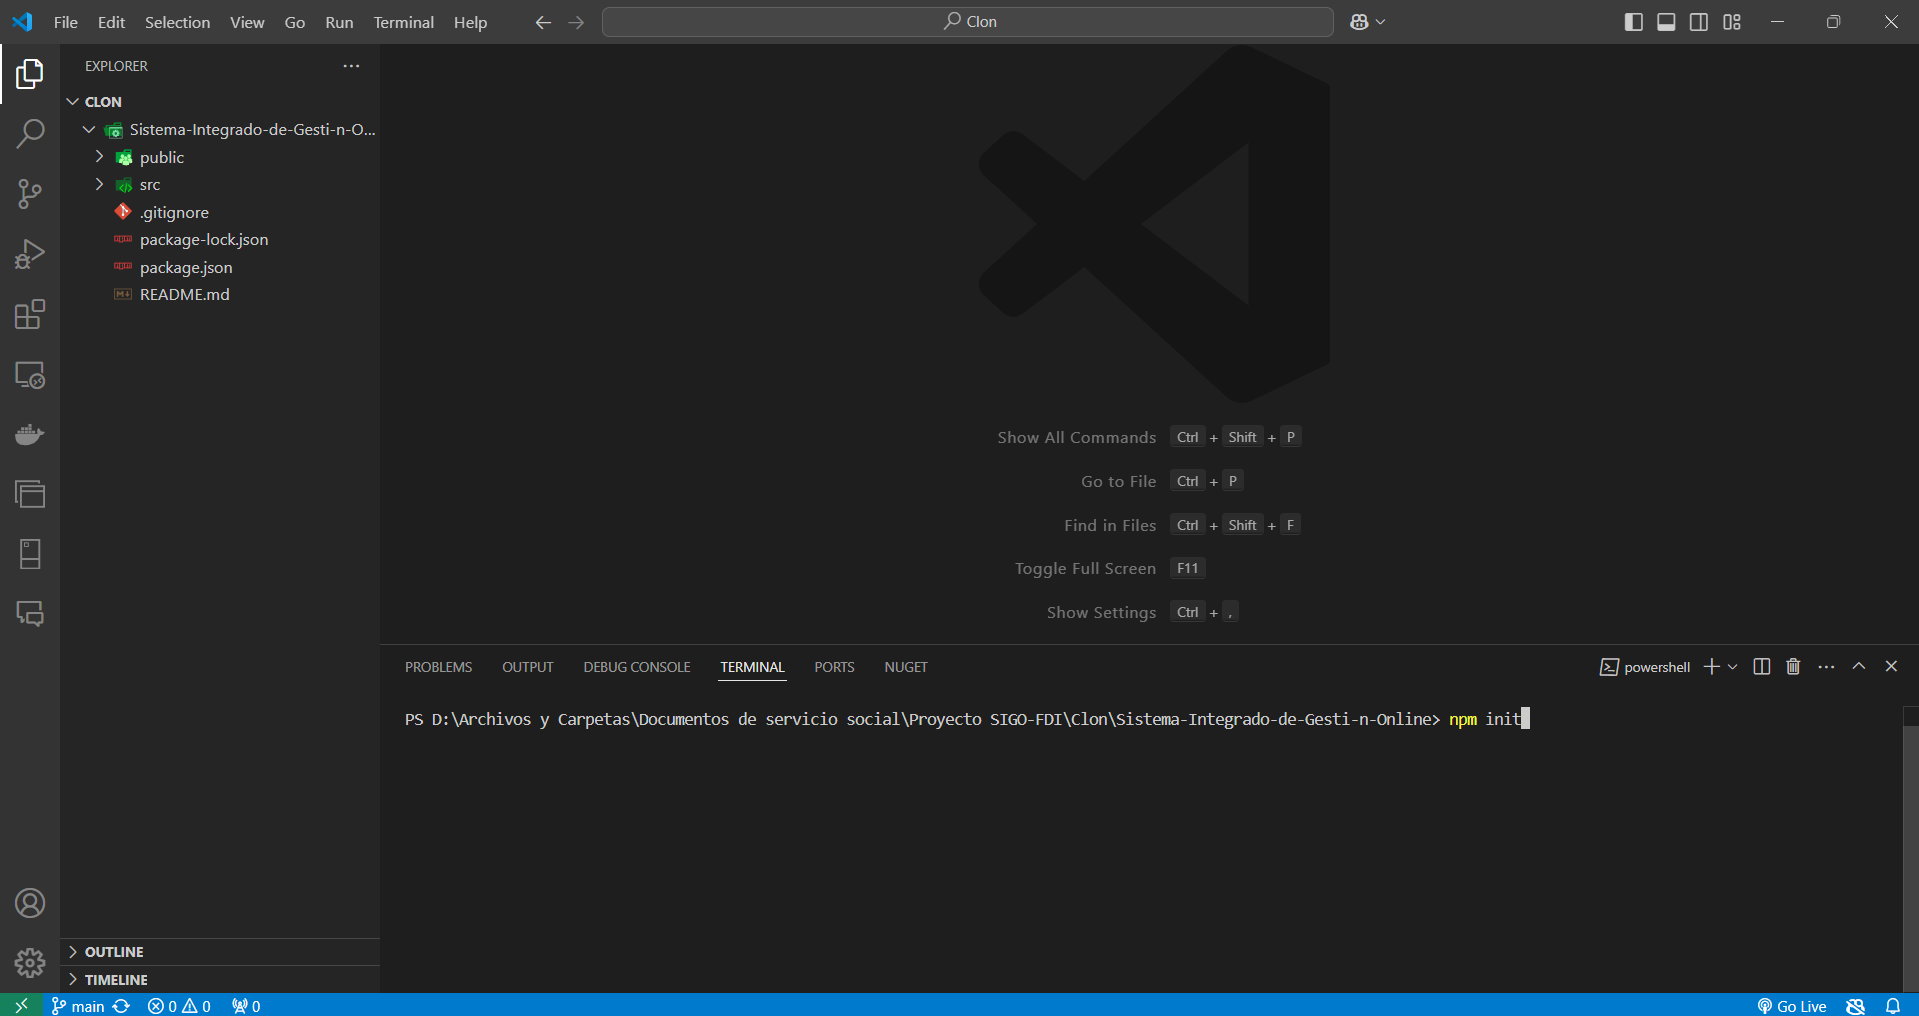 File Edit Selection View Go Run Terminal Help
Clon
EXPLORER
CLON
Sistema-Integrado-de-Gesti-n-O...
public
src
.gitignore
package-lock.json
package.json
README.md
Show All Commands Ctrl + Shift + P
Go to File Ctrl + P
Find in Files Ctrl + Shift + F
Toggle Full Screen F11
Show Settings Ctrl + ,
PROBLEMS OUTPUT DEBUG CONSOLE TERMINAL PORTS NUGET
powershell
PS D:\Archivos y Carpetas\Documentos de servicio social\Proyecto SIGO-FDI\Clon\Sistema-Integrado-de-Gesti-n-Online> npm init
OUTLINE
TIMELINE
main 0 0 0
Go Live